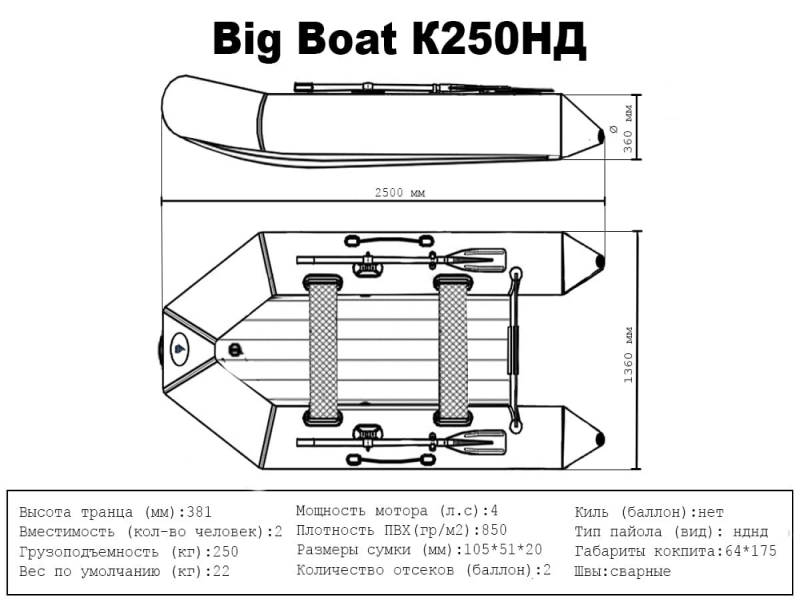 Big Boat К250НД
Ø
360 мм
2500 мм
1360 мм
Высота транца (мм):381
Вместимость (кол-во человек):2
Грузоподъемность (кг):250
Вес по умолчанию (кг):22
Мощность мотора (л.с):4
Плотность ПВХ(гр/м2):850
Размеры сумки (мм):105*51*20
Количество отсеков (баллон):2
Киль (баллон):нет
Тип пайола (вид): нднд
Габариты кокпита:64*175
Швы:сварные